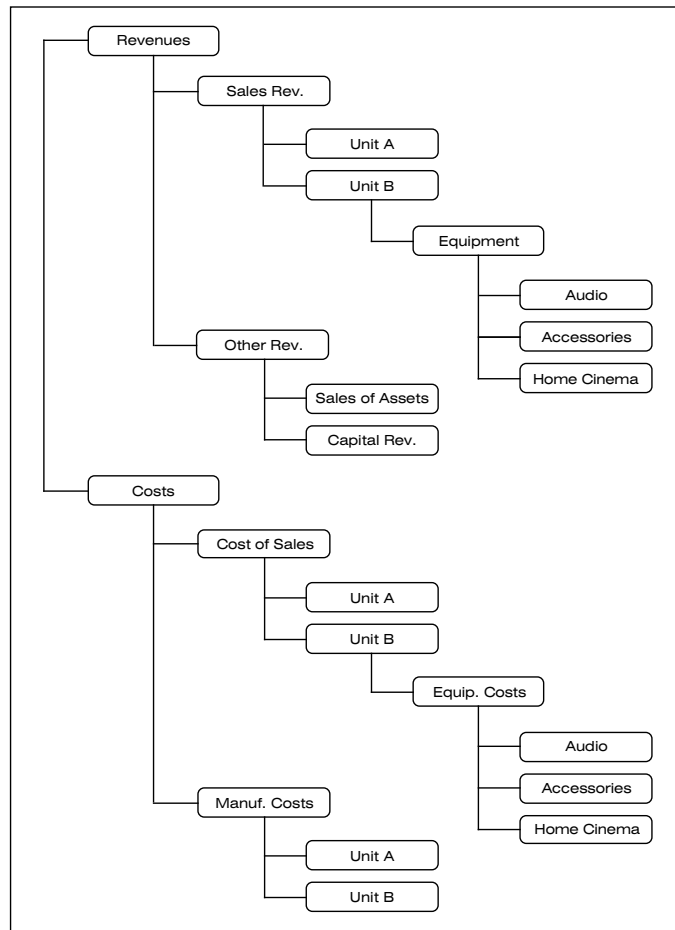 Revenues
Sales Rev.
Unit A
Unit B
Equipment
Audio
Accessories
Home Cinema
Other Rev.
Sales of Assets
Capital Rev.
Costs
Cost of Sales
Unit A
Unit B
Equip. Costs
Audio
Accessories
Home Cinema
Manuf. Costs
Unit A
Unit B